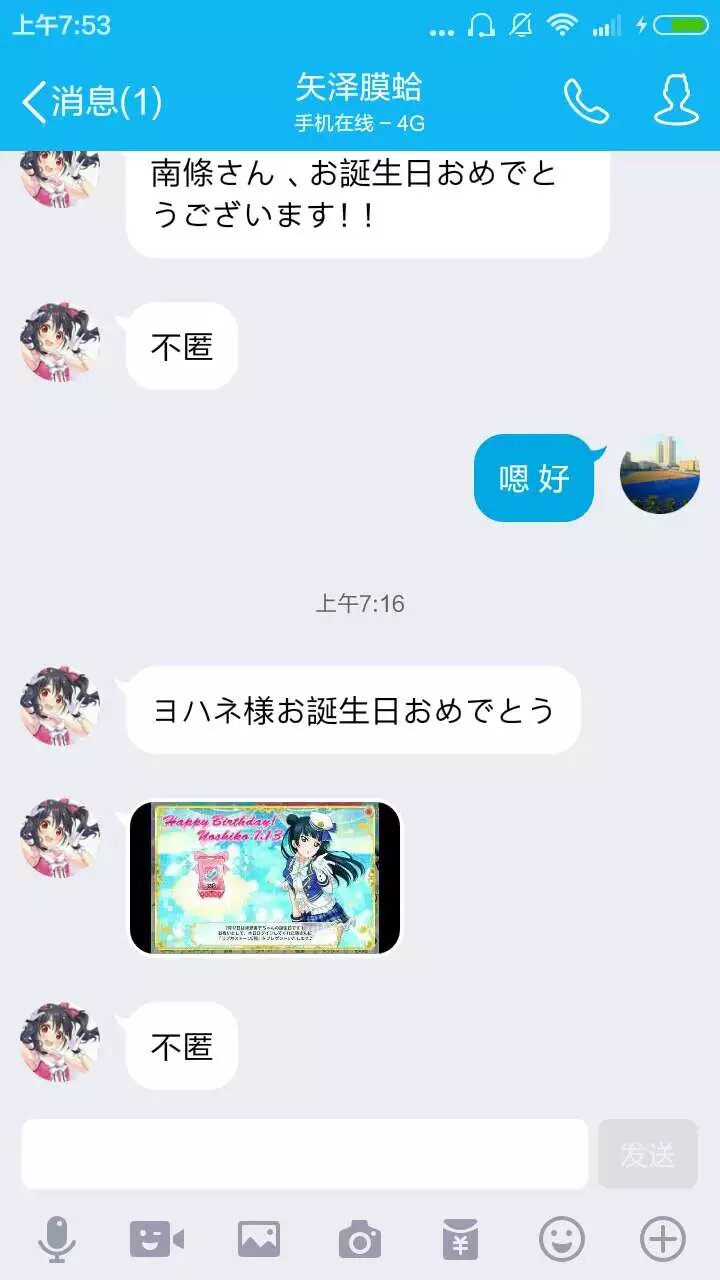 上午7:53
消息(1)
矢泽膜蛤
手机在线 – 4G
南條さん 、お誕生日おめでと
うございます! !
不匿
嗯 好
上午7:16
ヨハネ様お誕生日おめでとう
Happy Birthday!
Yoshiko 7.13
不匿
发送